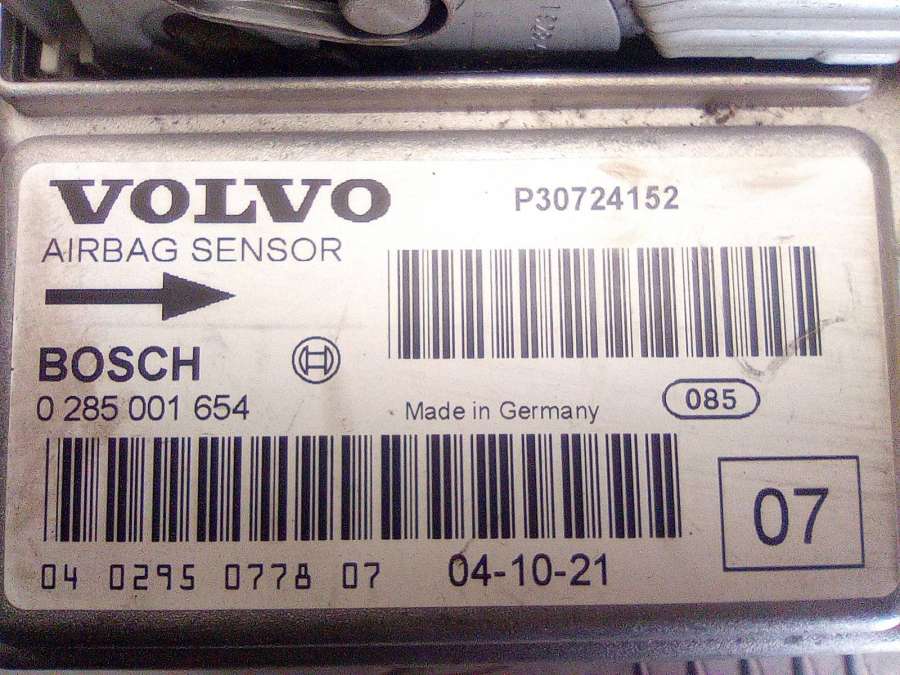 VOLVO
P30724152
AIRBAG SENSOR
BOSCH
0 285 001 654
Made in Germany
085
07
04 0295 0778 07
04-10-21